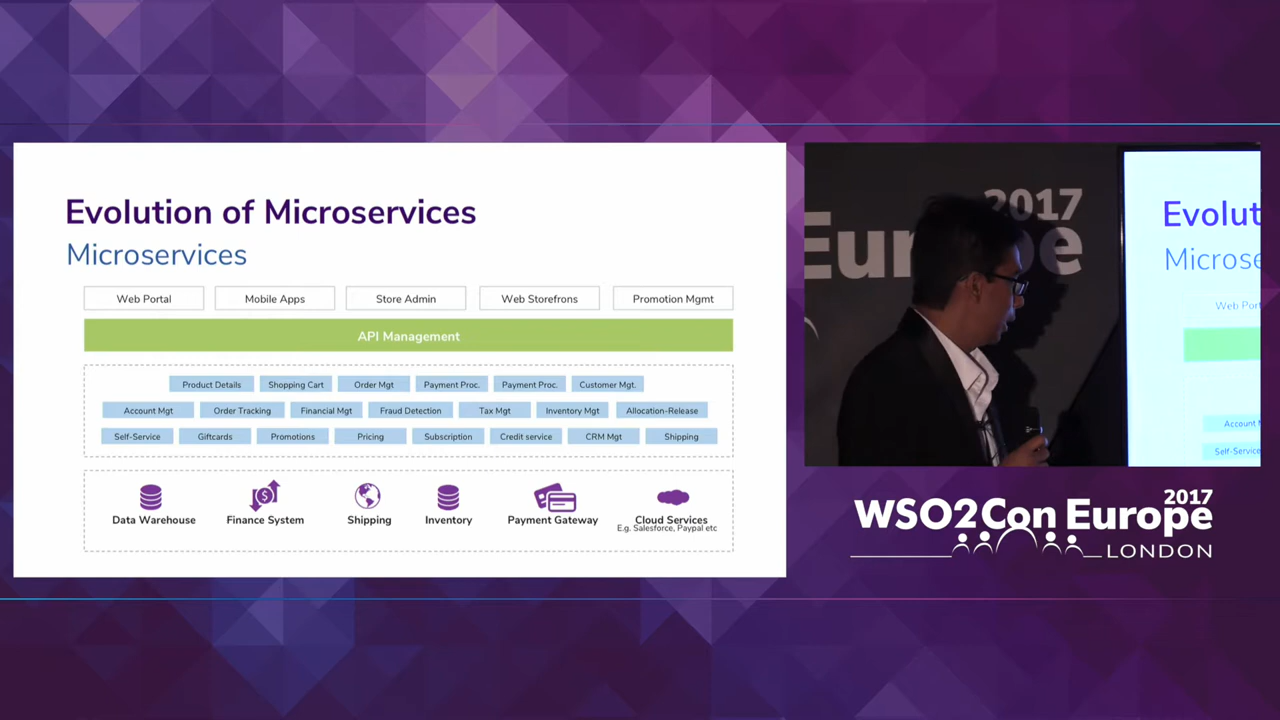 Evolution of Microservices
Microservices
Web Portal
Mobile Apps
Store Admin
Web Storefrons
Promotion Mgmt
API Management
Product Details
Shopping Cart
Order Mgt
Payment Proc.
Payment Proc.
Customer Mgt.
Account Mgt
Order Tracking
Financial Mgt
Fraud Detection
Tax Mgt
Inventory Mgt
Allocation-Release
Self-Service
Giftcards
Promotions
Pricing
Subscription
Credit service
CRM Mgt
Shipping
Data Warehouse
Finance System
Shipping
Inventory
Payment Gateway
Cloud Services
E.g. Salesforce, Paypal etc
2017
Europe
Evolut
Microse
Web Port
Account M
Self-Service
2017
WSO2Con Europe
LONDON